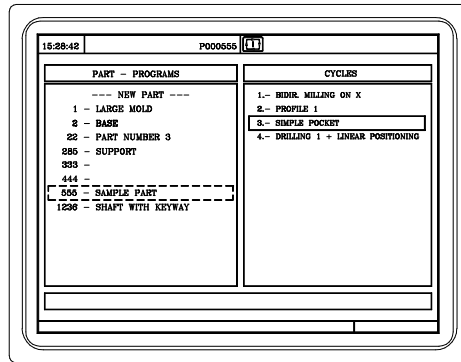 15:28:42 P000555
PART - PROGRAMS
--- NEW PART ---
1 - LARGE MOLD
2 - BASE
22 - PART NUMBER 3
285 - SUPPORT
333 -
444 -
555 - SAMPLE PART
1236 - SHAFT WITH KEYWAY
CYCLES
1.- BIDIR. MILLING ON X
2.- PROFILE 1
3.- SIMPLE POCKET
4.- DRILLING 1 + LINEAR POSITIONING